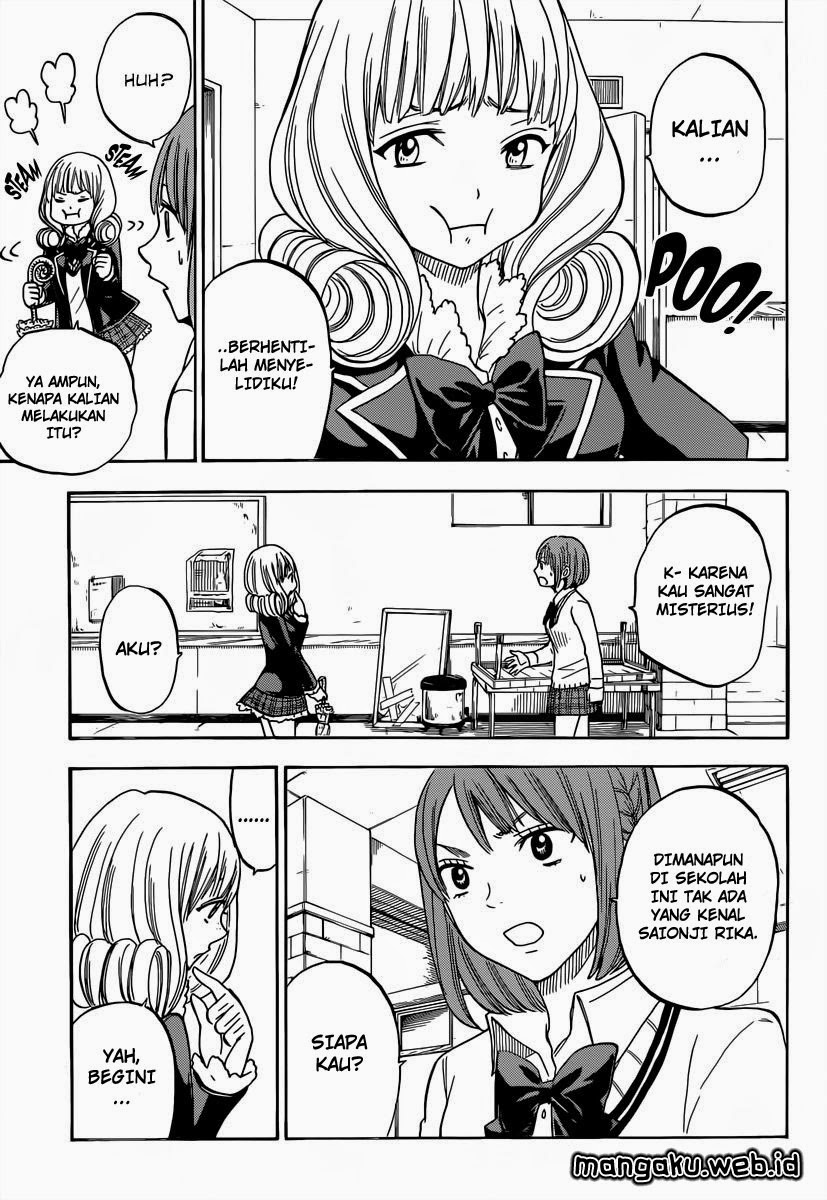 KALIAN
...
POO!
..BERHENTI-
LAH MENYE-
LIDIKU!
HUH?
STEAM
STEAM
YA AMPUN,
KENAPA KALIAN
MELAKUKAN
ITU?
K- KARENA
KAU SANGAT
MISTERIUS!
AKU?
DIMANAPUN
DI SEKOLAH
INI TAK ADA
YANG KENAL
SAIONJI RIKA.
SIAPA
KAU?
......
YAH,
BEGINI
...
mangaku.web.id